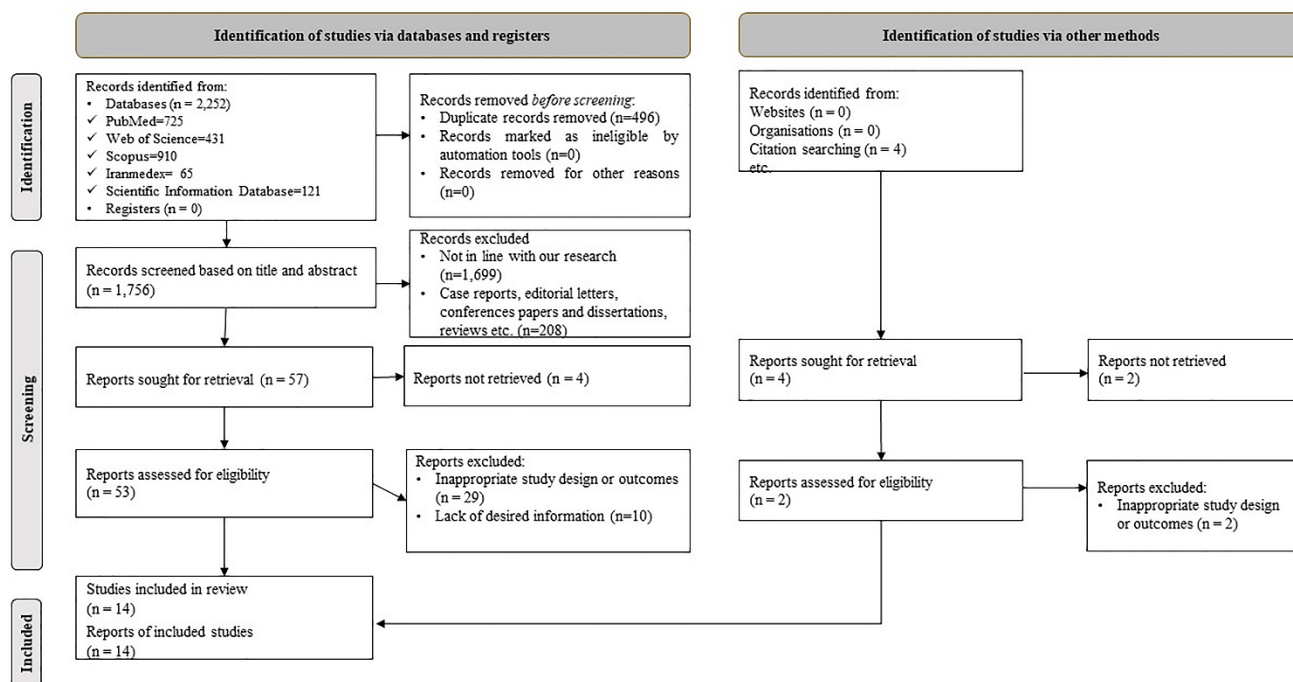 Identification of studies via databases and registers
Identification of studies via other methods
Identification
Records identified from:
• Databases (n = 2,252)
✓ PubMed=725
✓ Web of Science=431
✓ Scopus=910
✓ Iranmedex= 65
✓ Scientific Information Database=121
• Registers (n = 0)
Records removed before screening:
• Duplicate records removed (n=496)
• Records marked as ineligible by
automation tools (n=0)
• Records removed for other reasons
(n=0)
Records identified from:
Websites (n = 0)
Organisations (n = 0)
Citation searching (n = 4)
etc.
Screening
Records screened based on title and abstract
(n = 1,756)
Records excluded
• Not in line with our research
(n=1,699)
• Case reports, editorial letters,
conferences papers and dissertations,
reviews etc. (n=208)
Reports sought for retrieval (n = 57)
Reports not retrieved (n = 4)
Reports sought for retrieval
(n = 4)
Reports not retrieved
(n = 2)
Reports assessed for eligibility
(n = 53)
Reports excluded:
• Inappropriate study design or outcomes
(n = 29)
• Lack of desired information (n=10)
Reports assessed for eligibility
(n = 2)
Reports excluded:
• Inappropriate study design
or outcomes (n = 2)
Included
Studies included in review
(n = 14)
Reports of included studies
(n = 14)